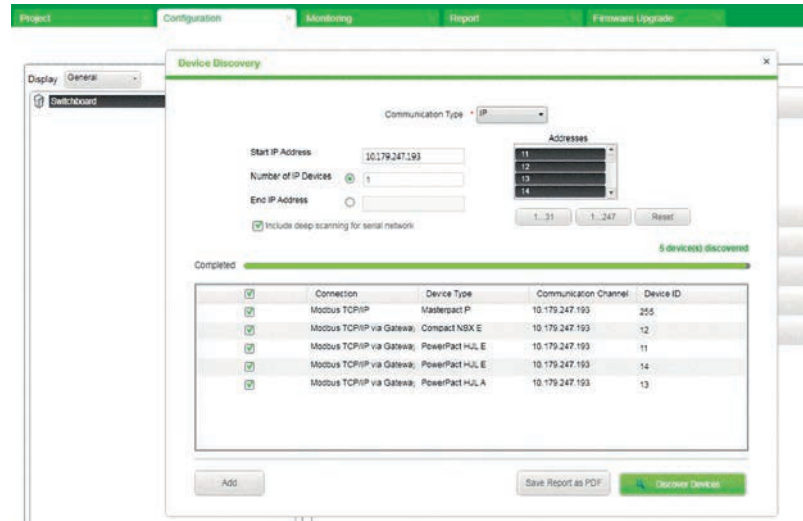 Project Configuration × Monitoring Report Firmware Upgrade
Device Discovery ×
Display General
Switchboard
Communication Type * IP
Addresses
Start IP Address 10.179.247.193
11
12
Number of IP Devices 1
13
14
End IP Address
1...31 1...247 Reset
Include deep scanning for serial network
5 device(s) discovered
Completed
Connection Device Type Communication Channel Device ID
Modbus TCP/IP Masterpact P 10.179.247.193 255
Modbus TCP/IP via Gateway Compact NSX E 10.179.247.193 12
Modbus TCP/IP via Gateway PowerPact HJL E 10.179.247.193 11
Modbus TCP/IP via Gateway PowerPact HJL E 10.179.247.193 14
Modbus TCP/IP via Gateway PowerPact HJL A 10.179.247.193 13
Add Save Report as PDF Discover Devices